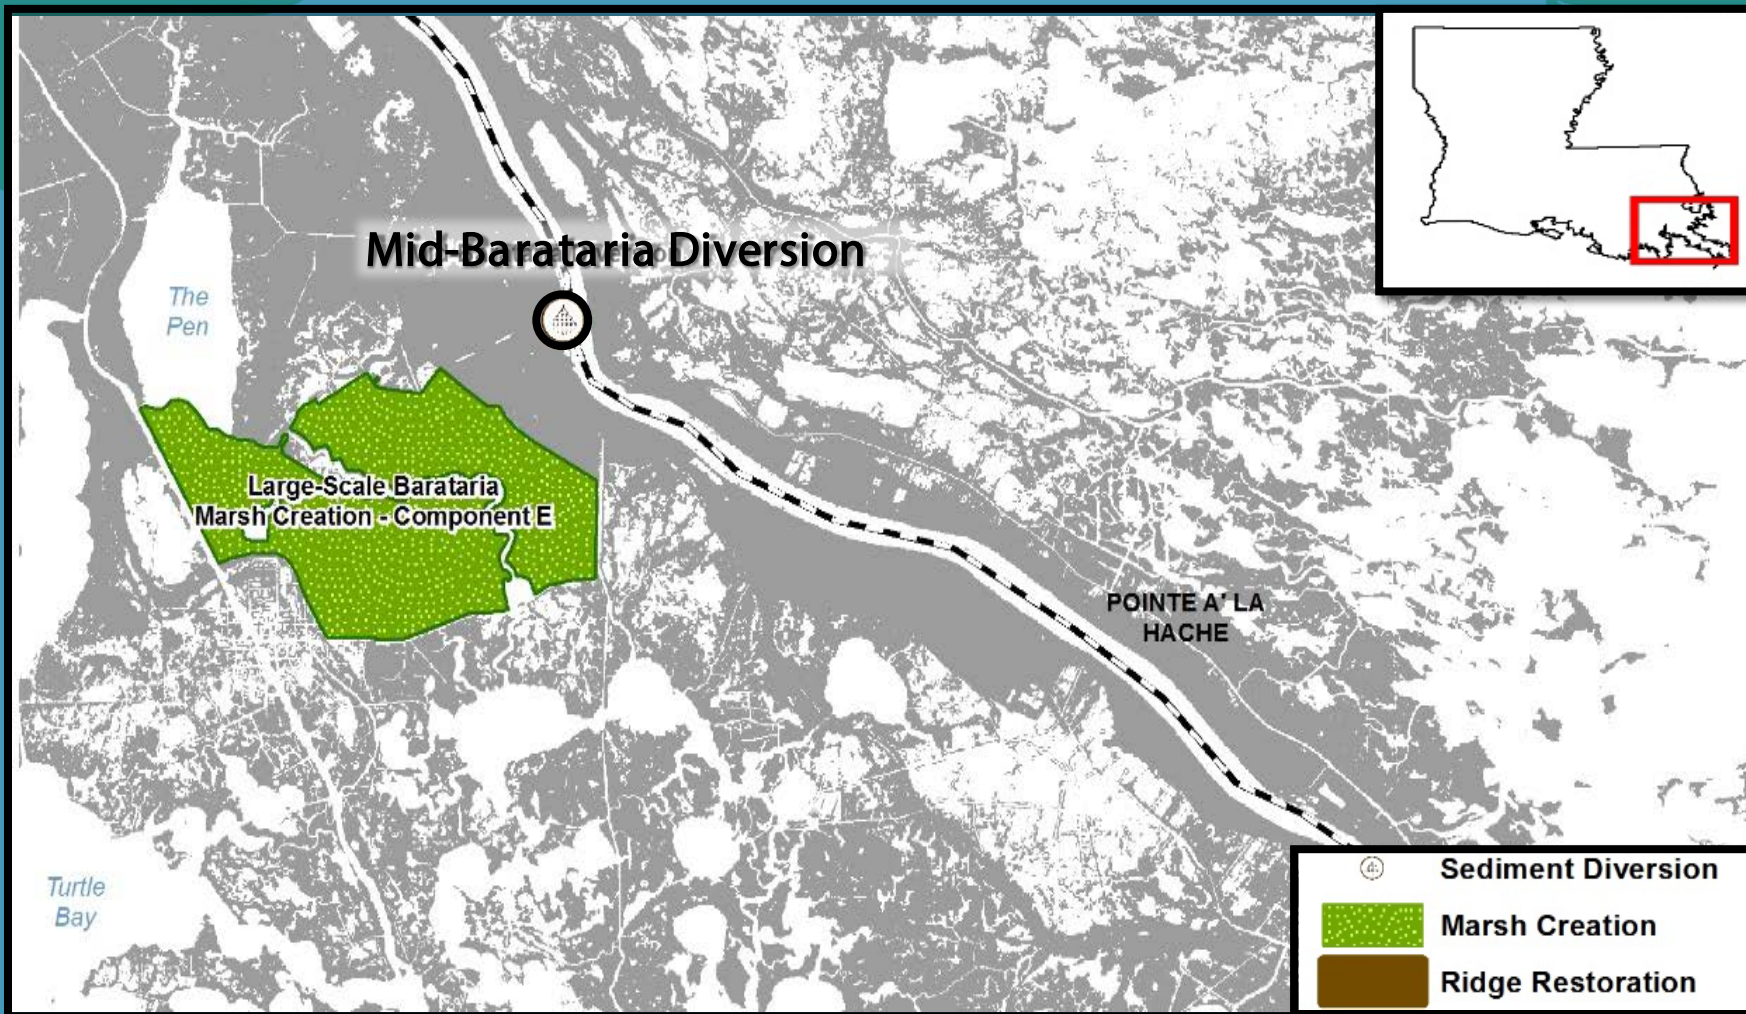 Mid-Barataria Diversion
The
Pen
Large-Scale Barataria
Marsh Creation - Component E
POINTE A' LA
HACHE
Turtle
Bay
Sediment Diversion
Marsh Creation
Ridge Restoration